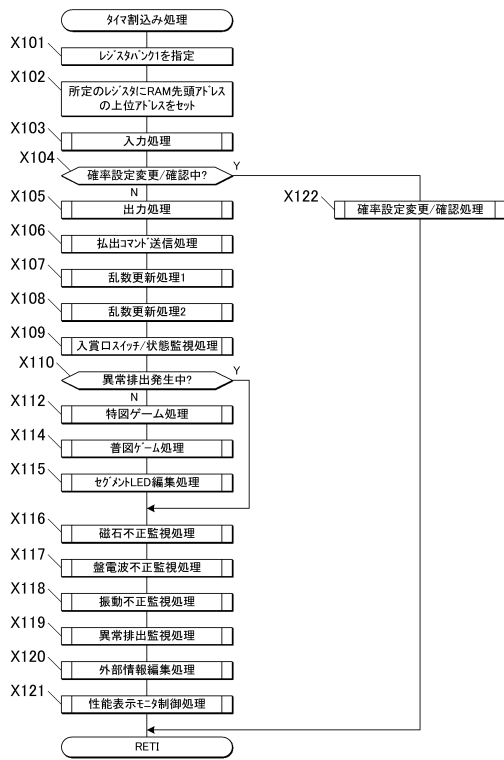 タイマ割込み処理
X101
レジスタバンク1を指定
X102
所定のレジスタにRAM先頭アドレス
の上位アドレスをセット
X103
入力処理
X104
確率設定変更/確認中?
Y
N
X105
出力処理
X122
確率設定変更/確認処理
X106
払出コマンド送信処理
X107
乱数更新処理1
X108
乱数更新処理2
X109
入賞口スイッチ/状態監視処理
X110
異常排出発生中?
Y
N
X112
特図ゲーム処理
X114
普図ゲーム処理
X115
セグメントLED編集処理
X116
磁石不正監視処理
X117
盤電波不正監視処理
X118
振動不正監視処理
X119
異常排出監視処理
X120
外部情報編集処理
X121
性能表示モニタ制御処理
RETI